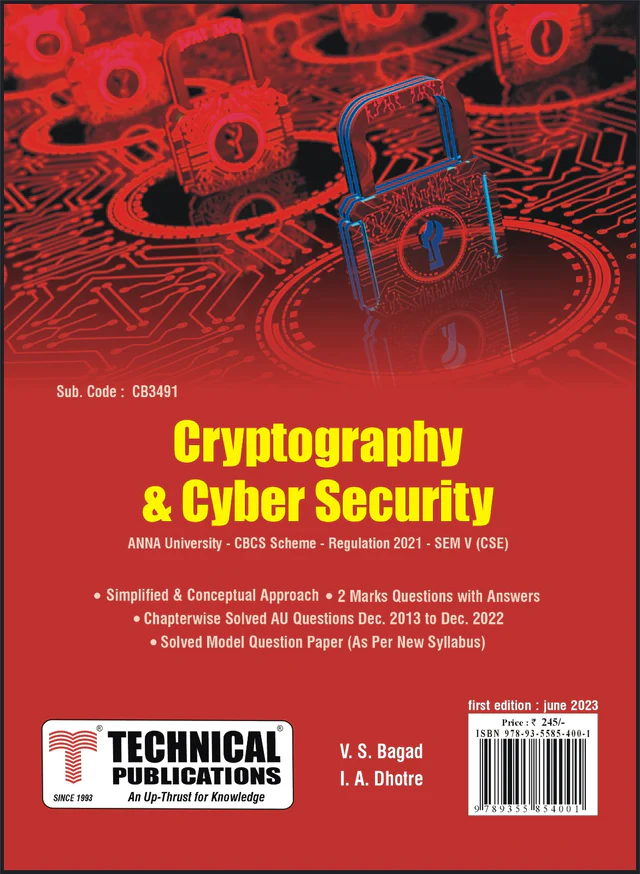 Sub. Code : CB3491
Cryptography
& Cyber Security
ANNA University - CBCS Scheme - Regulation 2021 - SEM V (CSE)
• Simplified & Conceptual Approach • 2 Marks Questions with Answers
• Chapterwise Solved AU Questions Dec. 2013 to Dec. 2022
• Solved Model Question Paper (As Per New Syllabus)
first edition : june 2023
Price : ₹ 245/-
ISBN 978-93-5585-400-1
9 789355 854001
® TECHNICAL®
PUBLICATIONS
SINCE 1993 An Up-Thrust for Knowledge
V. S. Bagad
I. A. Dhotre